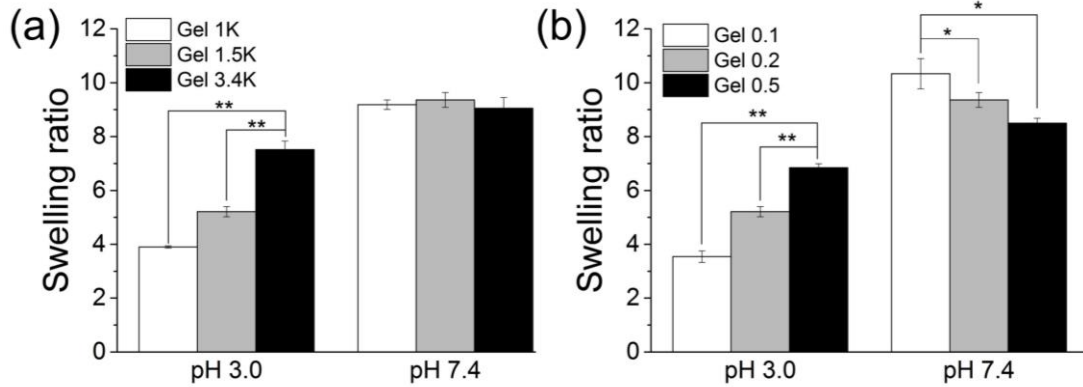 (a)
Gel 1K
Gel 1.5K
Gel 3.4K
**
**
Swelling ratio
12
10
8
6
4
2
0
pH 3.0
pH 7.4
(b)
Gel 0.1
Gel 0.2
Gel 0.5
*
*
**
**
Swelling ratio
12
10
8
6
4
2
0
pH 3.0
pH 7.4